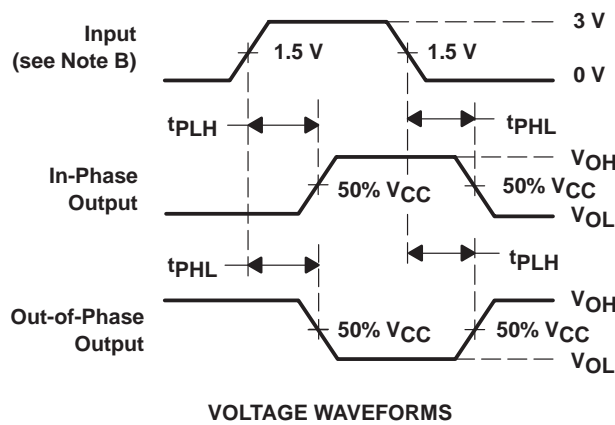 Input
(see Note B)
1.5 V
1.5 V
3 V
0 V
tPLH
tPHL
In-Phase
Output
50% VCC
VOH
50% VCC
VOL
tPHL
tPLH
Out-of-Phase
Output
50% VCC
VOH
50% VCC
VOL
VOLTAGE WAVEFORMS